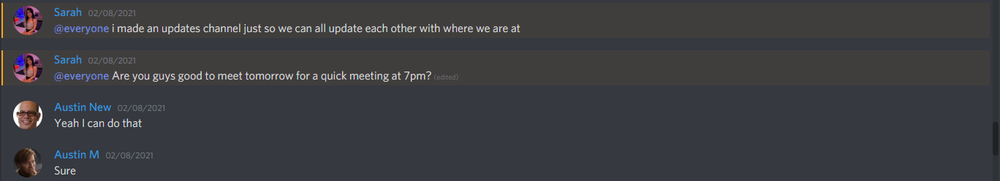 Sarah 02/08/2021
@everyone i made an updates channel just so we can all update each other with where we are at
Sarah 02/08/2021
@everyone Are you guys good to meet tomorrow for a quick meeting at 7pm? (edited)
Austin New 02/08/2021
Yeah I can do that
Austin M 02/08/2021
Sure